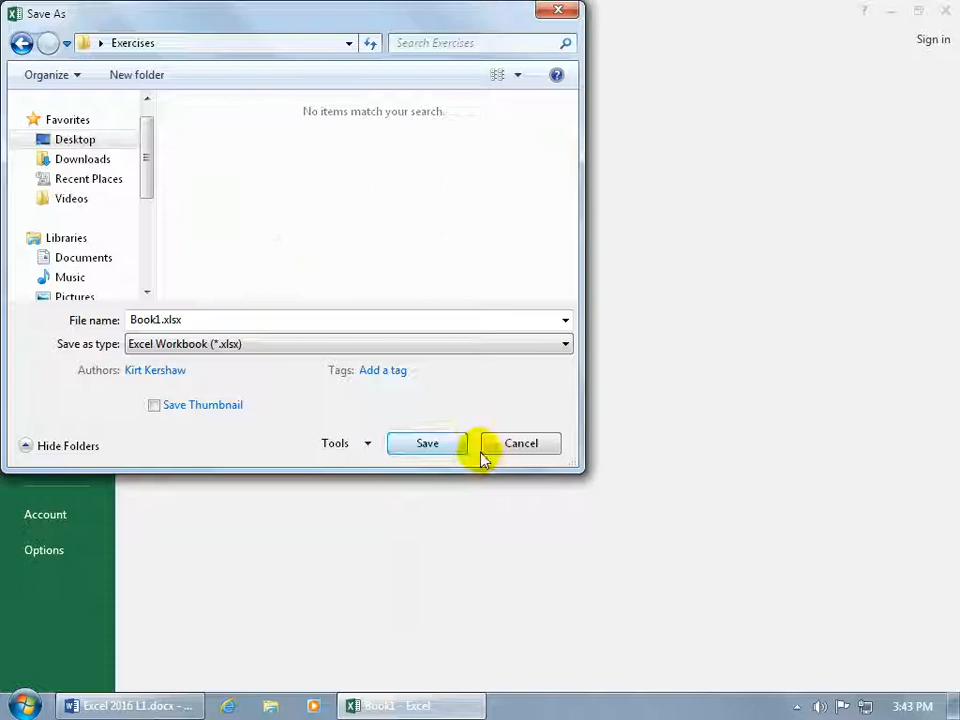 Save As
Exercises
Search Exercises
Sign in
Organize
New folder
No items match your search.
Favorites
Desktop
Downloads
Recent Places
Videos
Libraries
Documents
Music
Pictures
File name: Book1.xlsx
Save as type: Excel Workbook (*.xlsx)
Authors: Kirt Kershaw
Tags: Add a tag
Save Thumbnail
Hide Folders
Tools
Save
Cancel
Account
Options
Excel 2016 L1.docx - ...
Book1 - Excel
3:43 PM